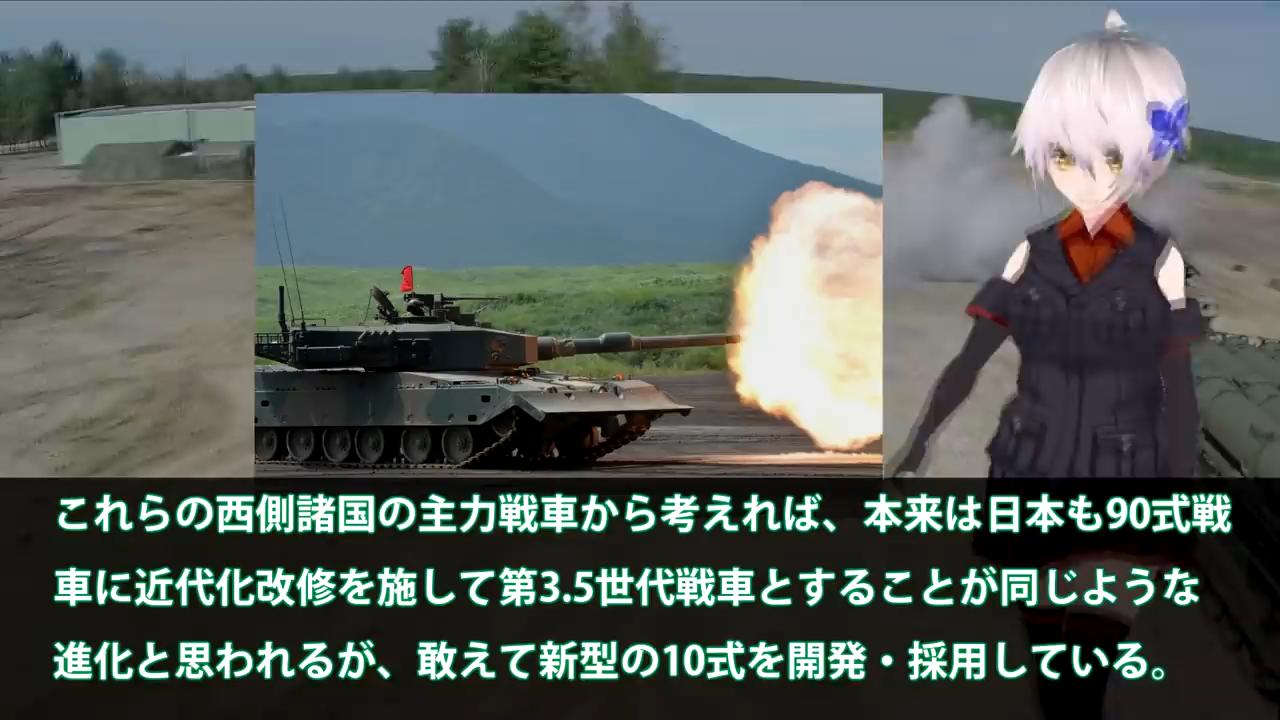 これらの西側諸国の主力戦車から考えれば、本来は日本も90式戦
車に近代化改修を施して第3.5世代戦車とすることが同じような
進化と思われるが、敢えて新型の10式を開発・採用している。